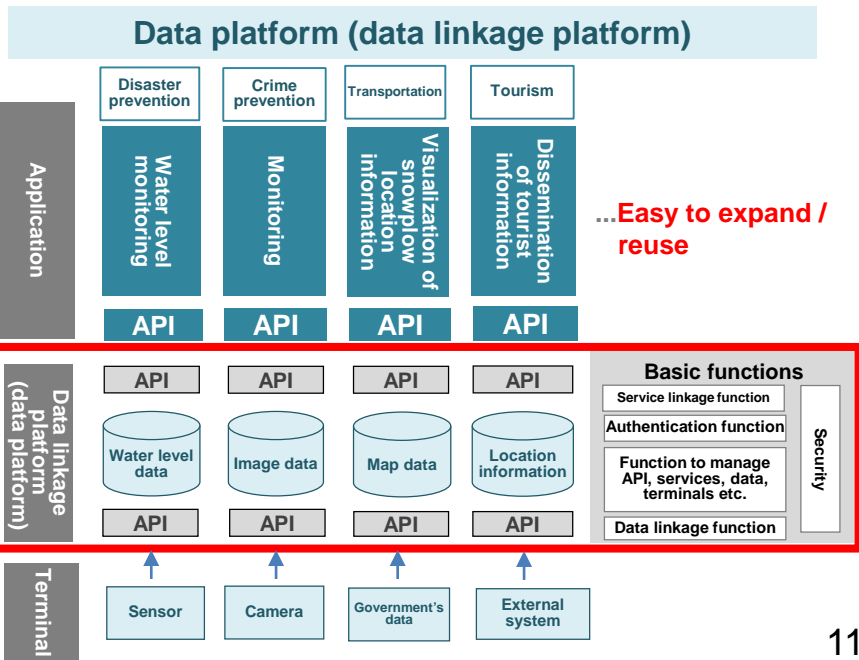 Data platform (data linkage platform)
Disaster
prevention
Crime
prevention
Transportation
Tourism
Application
Water level
monitoring
Monitoring
Visualization of
snowplow
location
information
Dissemination
of tourist
information
...Easy to expand /
reuse
API
API
API
API
Data linkage
platform
(data platform)
API
API
API
API
Water level
data
Image data
Map data
Location
information
API
API
API
API
Basic functions
Service linkage function
Authentication function
Function to manage
API, services, data,
terminals etc.
Data linkage function
Security
Terminal
Sensor
Camera
Government's
data
External
system
11